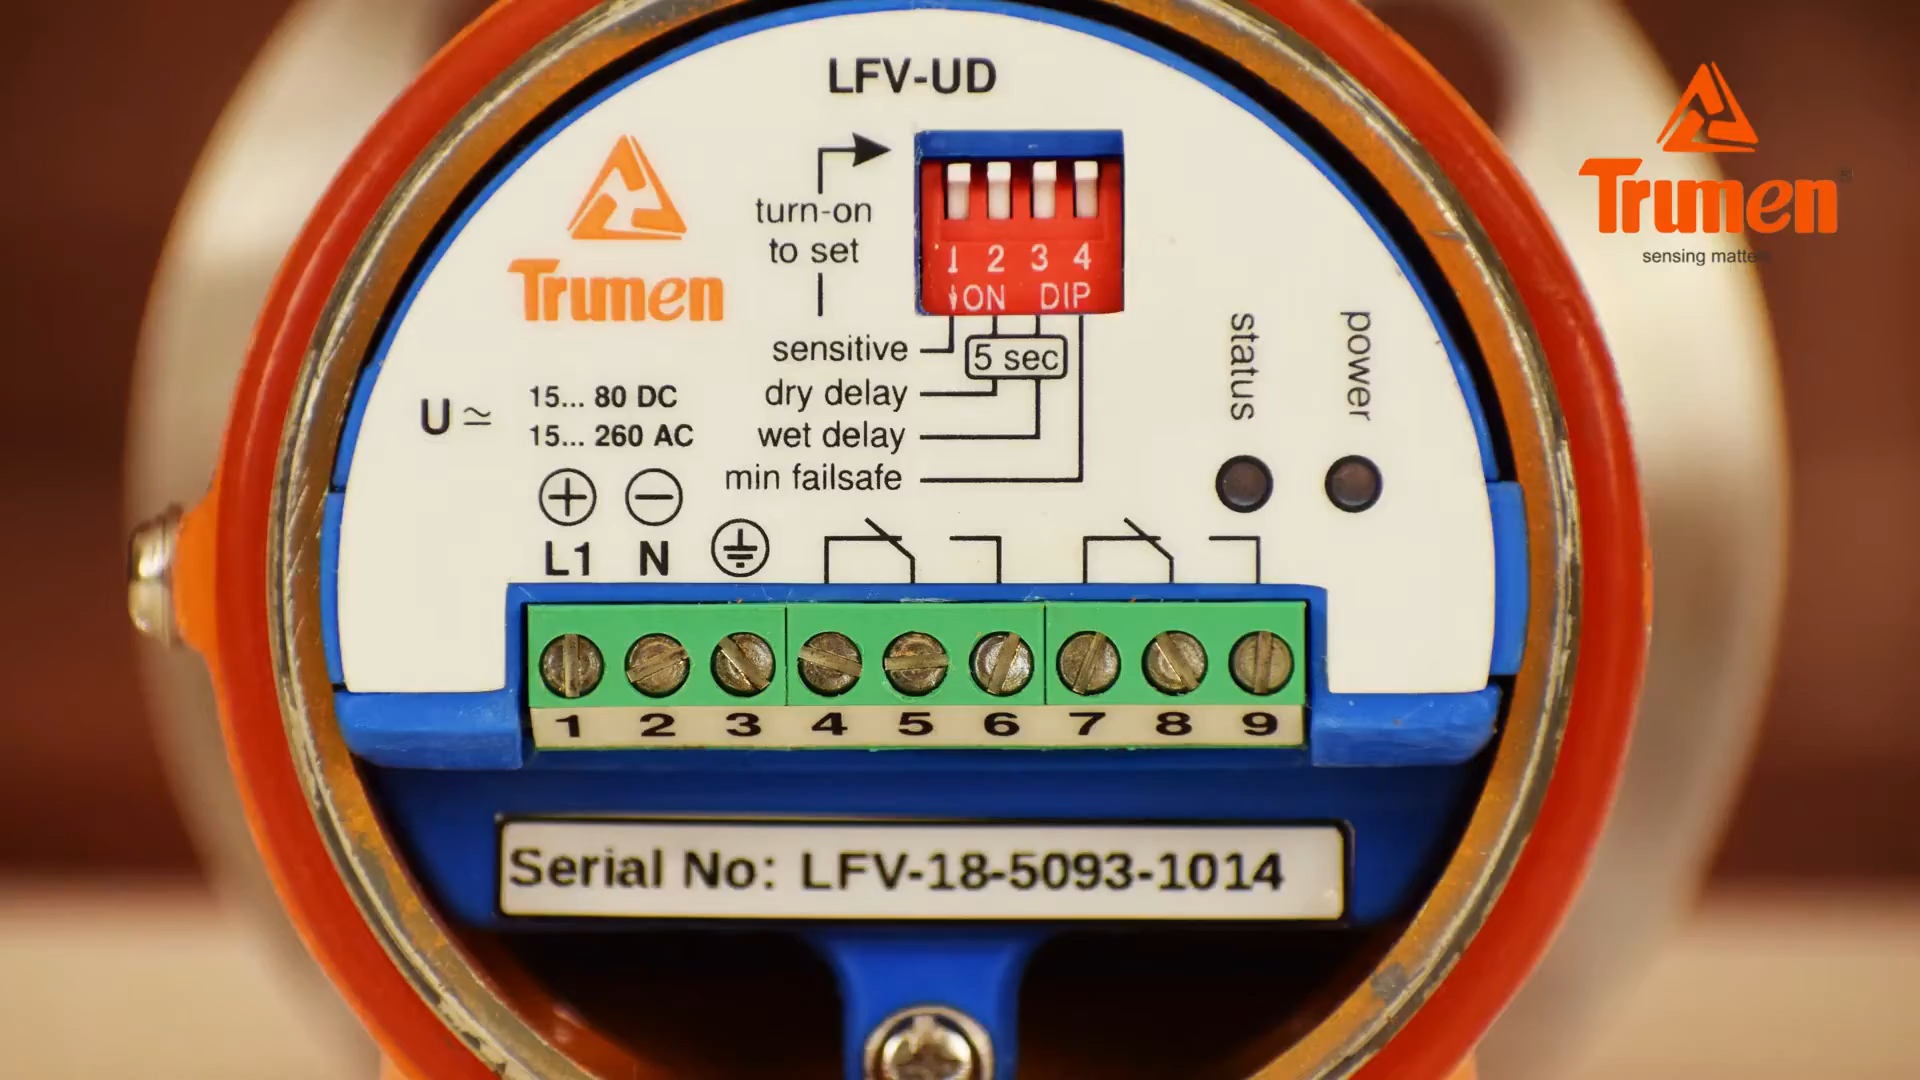 LFV-UD
Trumen
turn-on
to set
1 2 3 4
ON DIP
sensitive
5 sec
dry delay
wet delay
min failsafe
U ≃
15... 80 DC
15... 260 AC
L1 N
status
power
1 2 3 4 5 6 7 8 9
Serial No: LFV-18-5093-1014
Trumen
sensing matters